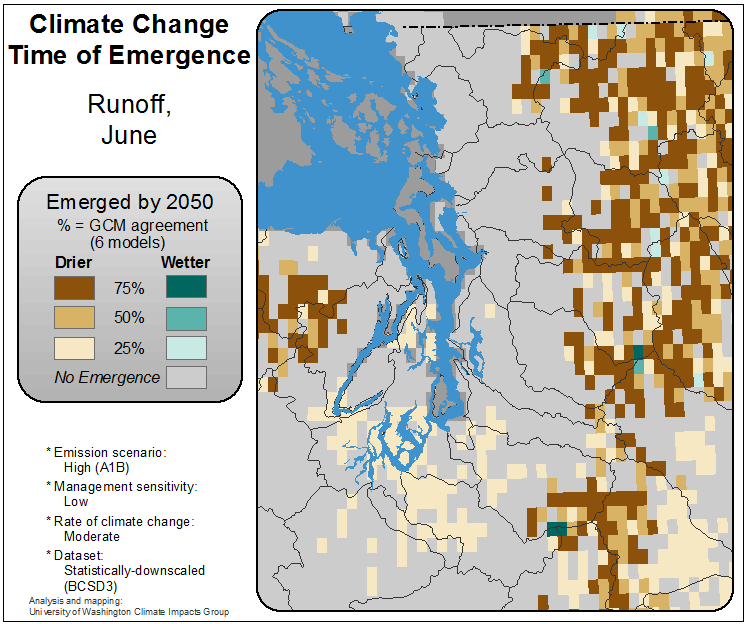 Climate Change
Time of Emergence
Runoff,
June
Emerged by 2050
% = GCM agreement
(6 models)
Drier Wetter
75%
50%
25%
No Emergence
* Emission scenario:
High (A1B)
* Management sensitivity:
Low
* Rate of climate change:
Moderate
* Dataset:
Statistically-downscaled
(BCSD3)
Analysis and mapping:
University of Washington Climate Impacts Group